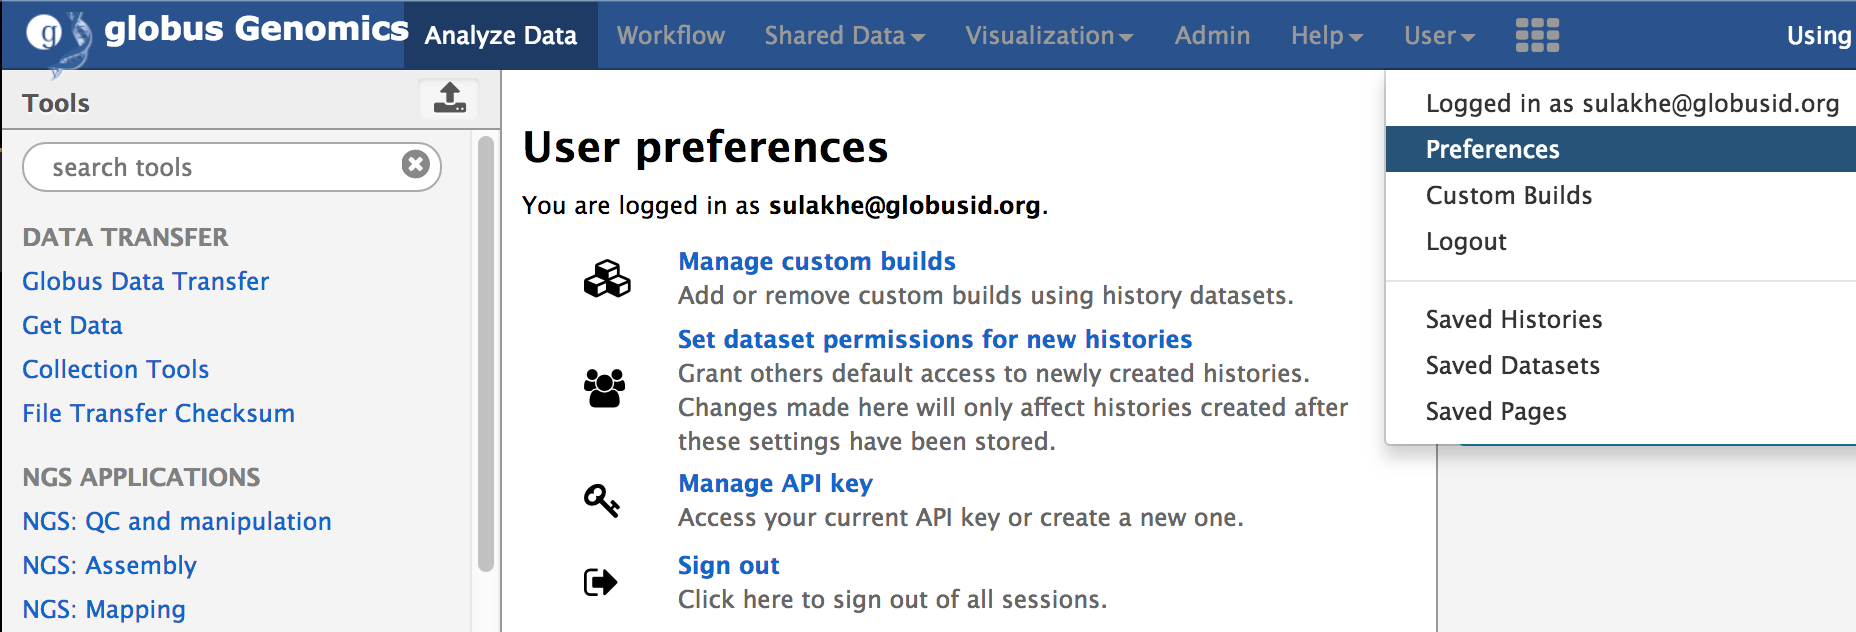 globus Genomics
Analyze Data
Workflow
Shared Data
Visualization
Admin
Help
User
Using
Tools
search tools
DATA TRANSFER
Globus Data Transfer
Get Data
Collection Tools
File Transfer Checksum
NGS APPLICATIONS
NGS: QC and manipulation
NGS: Assembly
NGS: Mapping
User preferences
You are logged in as sulakhe@globusid.org.
Manage custom builds
Add or remove custom builds using history datasets.
Set dataset permissions for new histories
Grant others default access to newly created histories.
Changes made here will only affect histories created after
these settings have been stored.
Manage API key
Access your current API key or create a new one.
Sign out
Click here to sign out of all sessions.
Logged in as sulakhe@globusid.org
Preferences
Custom Builds
Logout
Saved Histories
Saved Datasets
Saved Pages